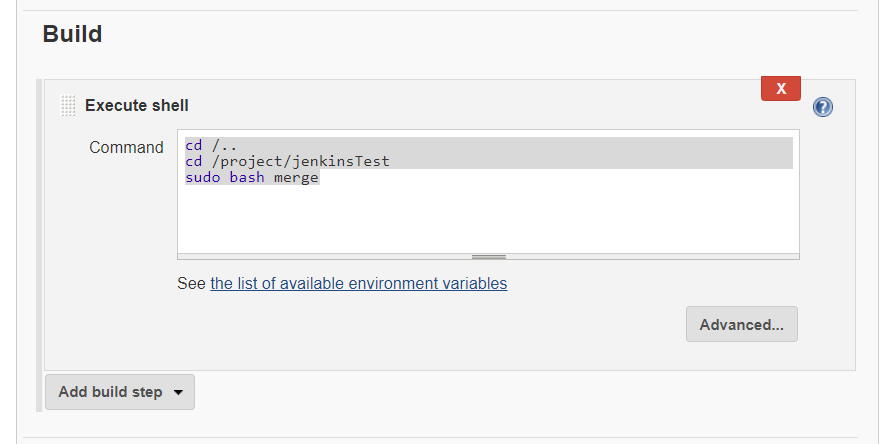 Build
Execute shell
X
?
Command
cd /..
cd /project/jenkinsTest
sudo bash merge
See the list of available environment variables
Advanced...
Add build step